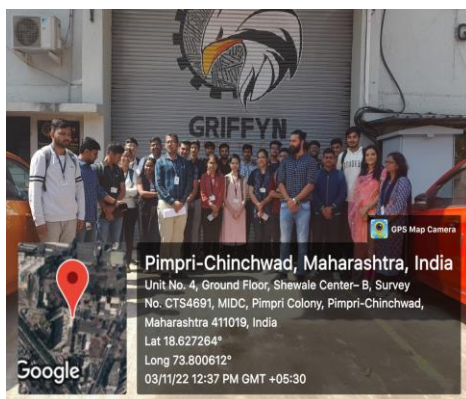 GRIFFYN
GPS Map Camera
Pimpri-Chinchwad, Maharashtra, India
Unit No. 4, Ground Floor, Shewale Center– B, Survey
No. CTS4691, MIDC, Pimpri Colony, Pimpri-Chinchwad,
Maharashtra 411019, India
Lat 18.627264°
Long 73.800612°
03/11/22 12:37 PM GMT +05:30
Google